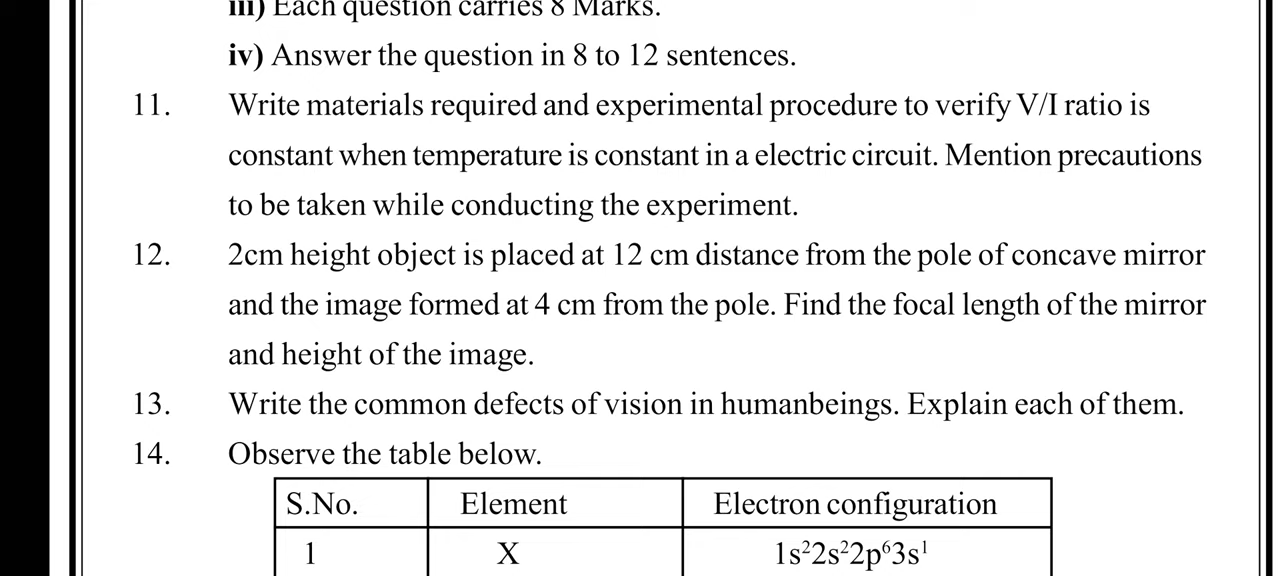 iii) Each question carries 8 Marks.
iv) Answer the question in 8 to 12 sentences.
11. Write materials required and experimental procedure to verify V/I ratio is
constant when temperature is constant in a electric circuit. Mention precautions
to be taken while conducting the experiment.
12. 2cm height object is placed at 12 cm distance from the pole of concave mirror
and the image formed at 4 cm from the pole. Find the focal length of the mirror
and height of the image.
13. Write the common defects of vision in humanbeings. Explain each of them.
14. Observe the table below.
S.No. Element Electron configuration
1 X 1s²2s²2p⁶3s¹